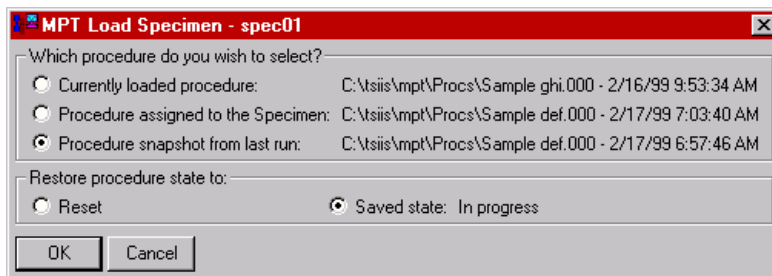 MPT Load Specimen - spec01
Which procedure do you wish to select?
Currently loaded procedure: C:\tsiis\mpt\Procs\Sample ghi.000 - 2/16/99 9:53:34 AM
Procedure assigned to the Specimen: C:\tsiis\mpt\Procs\Sample def.000 - 2/17/99 7:03:40 AM
Procedure snapshot from last run: C:\tsiis\mpt\Procs\Sample def.000 - 2/17/99 6:57:46 AM
Restore procedure state to:
Reset Saved state: In progress
OK Cancel